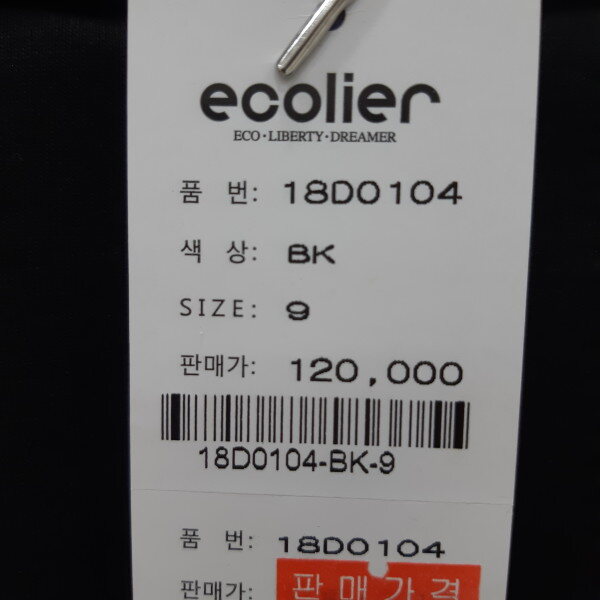 ecolier
ECO·LIBERTY·DREAMER
품 번: 18D0104
색 상: BK
SIZE: 9
판매가: 120,000
18D0104-BK-9
품 번: 18D0104
판매가: 판매가격